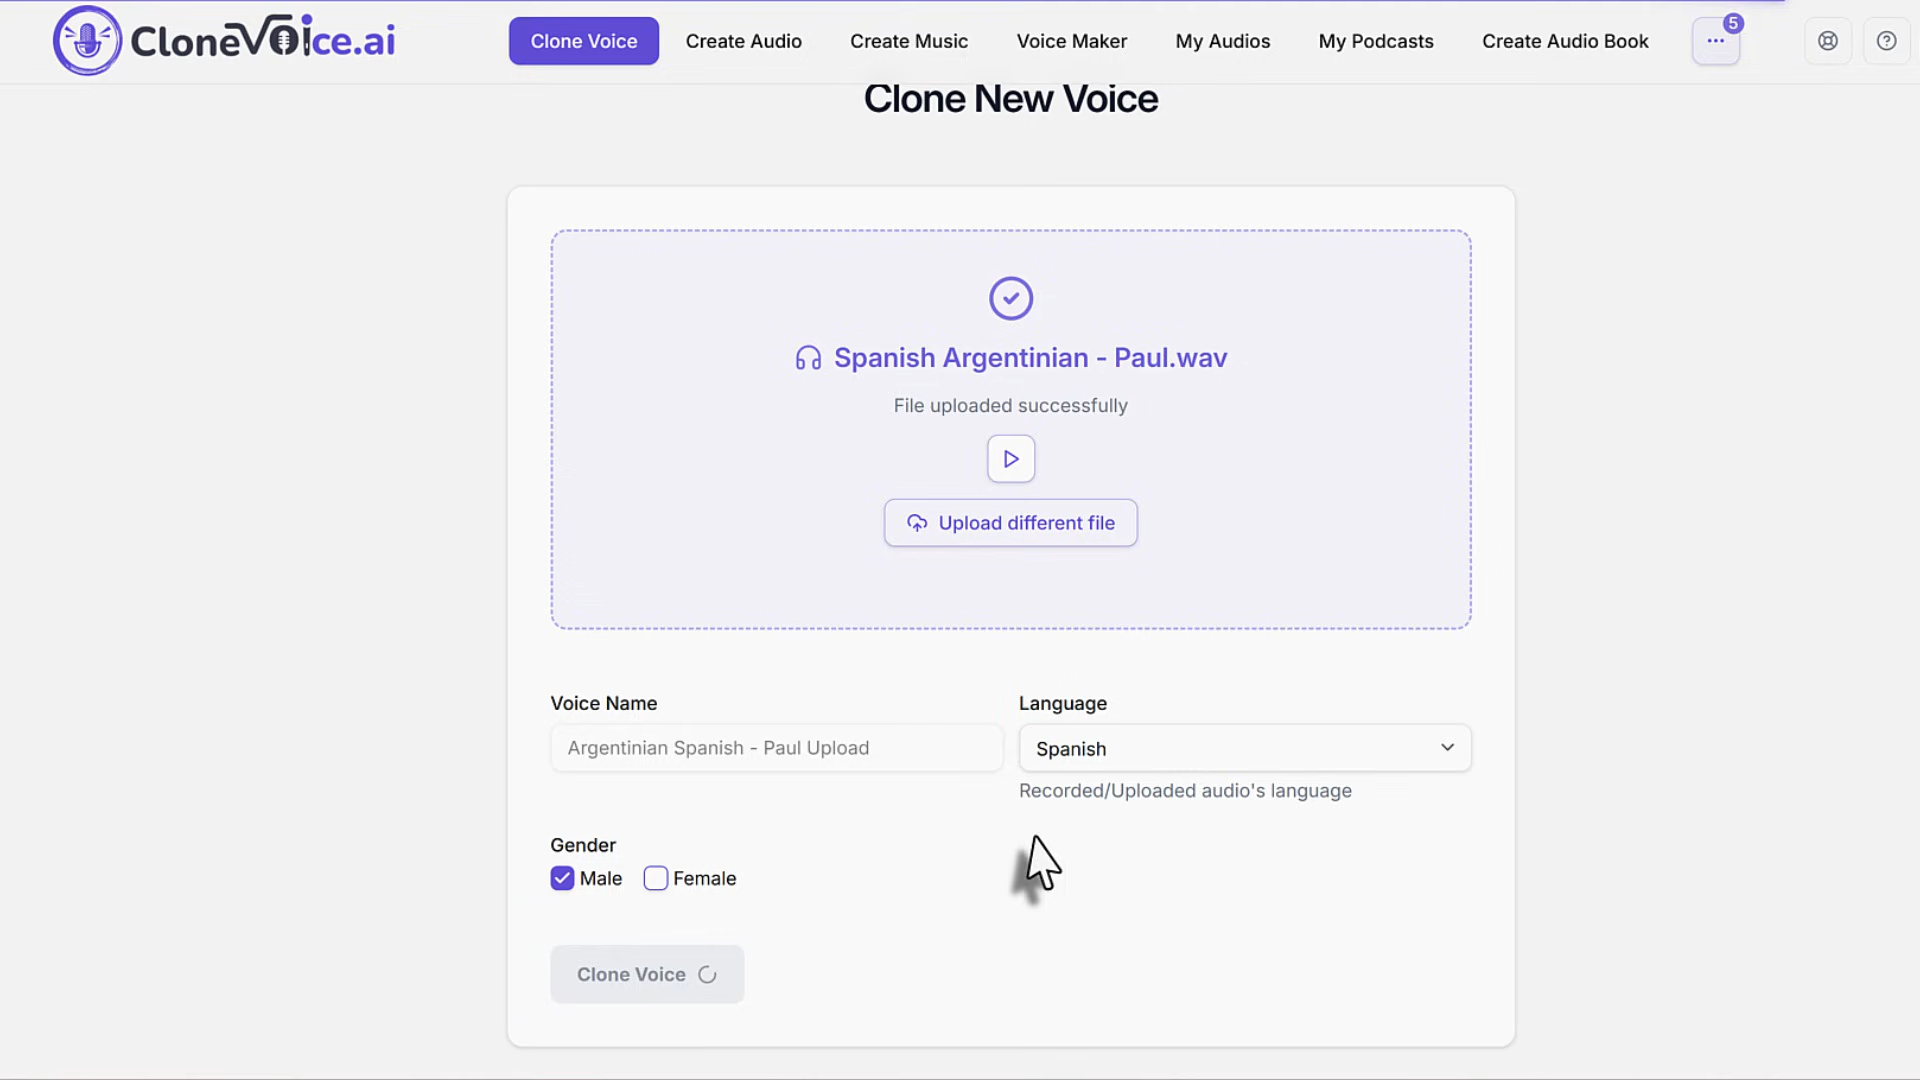 CloneVoice.ai
Clone Voice
Create Audio
Create Music
Voice Maker
My Audios
My Podcasts
Create Audio Book
5
Clone New Voice
Spanish Argentinian - Paul.wav
File uploaded successfully
Upload different file
Voice Name
Language
Argentinian Spanish - Paul Upload
Spanish
Recorded/Uploaded audio's language
Gender
Male
Female
Clone Voice